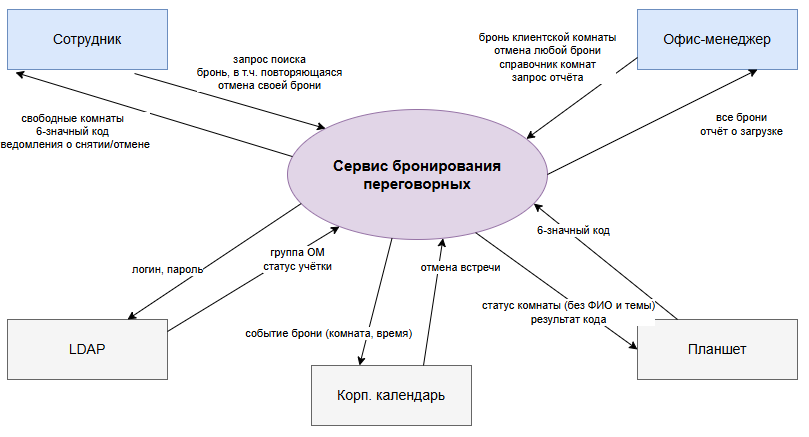 Сотрудник
Офис-менеджер
запрос поиска
бронь, в т.ч. повторяющаяся
отмена своей брони
бронь клиентской комнаты
отмена любой брони
справочник комнат
запрос отчёта
свободные комнаты
6-значный код
ведомления о снятии/отмене
все брони
отчёт о загрузке
Сервис бронирования
переговорных
логин, пароль
группа ОМ
статус учётки
отмена встречи
6-значный код
событие брони (комната, время)
статус комнаты (без ФИО и темы)
результат кода
LDAP
Корп. календарь
Планшет